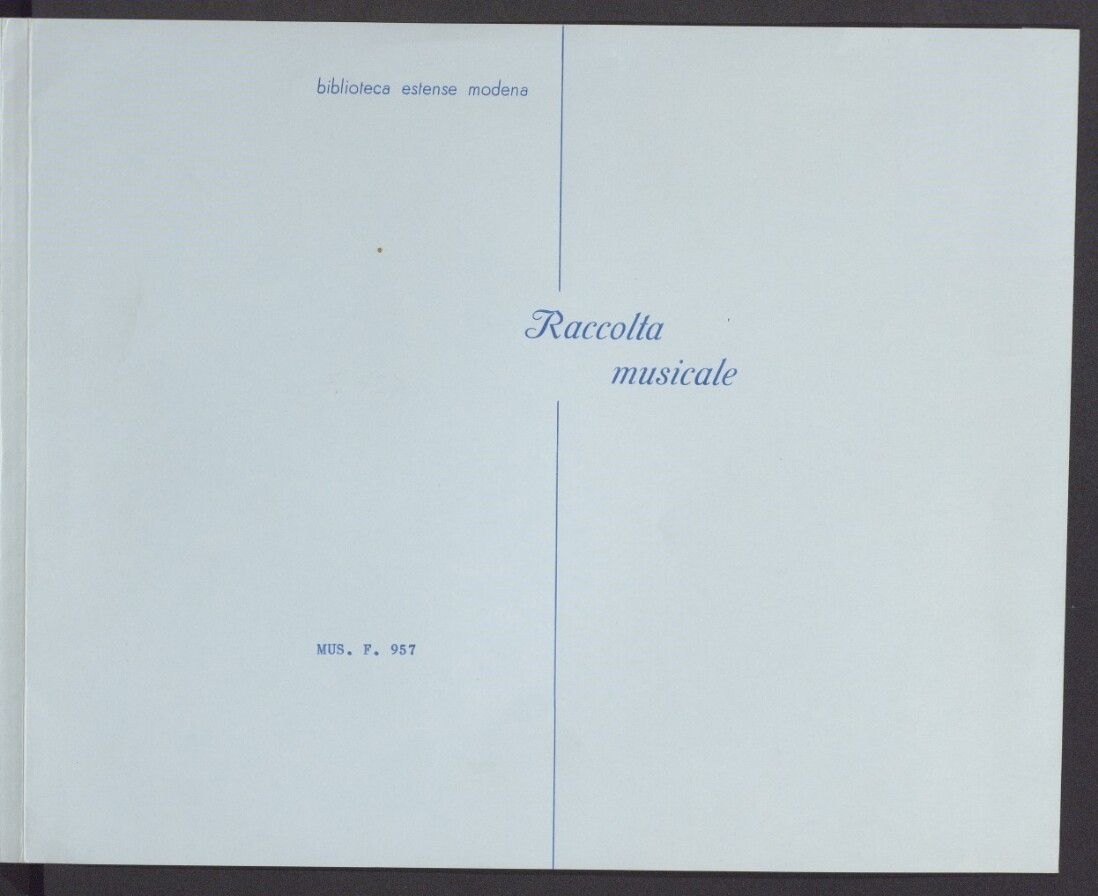 biblioteca estense modena
Raccolta
musicale
MUS. F. 957